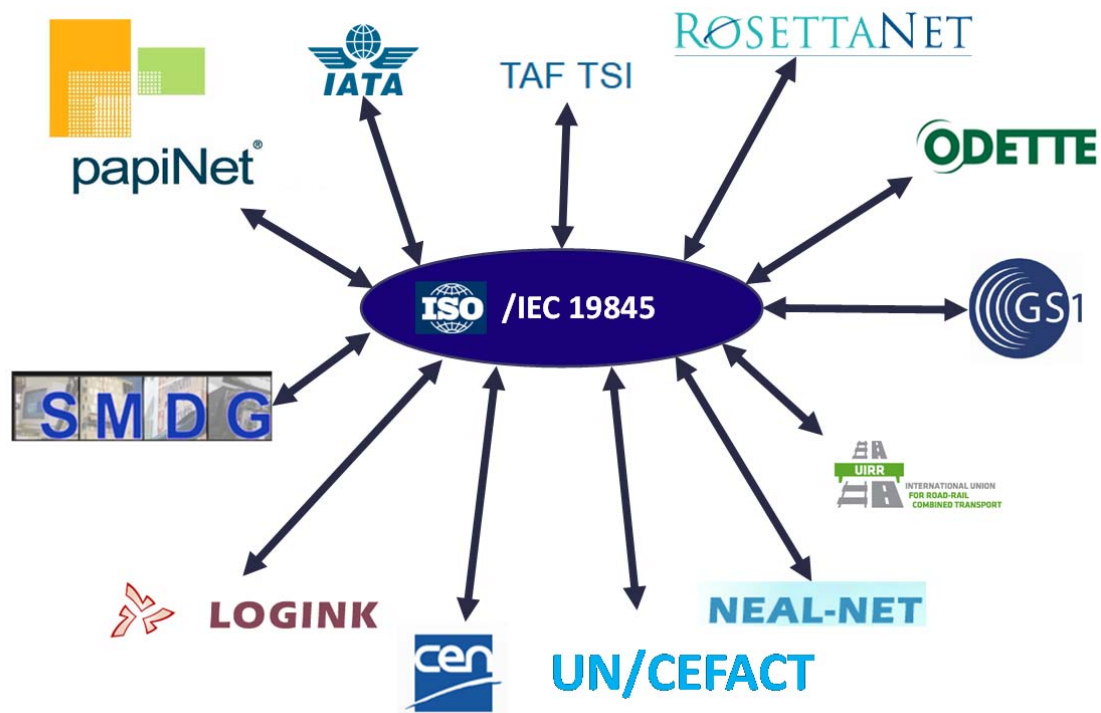 ROSETTANET
IATA
TAF TSI
papiNet®
ODETTE
ISO /IEC 19845
GS1
SMDG
UIRR
INTERNATIONAL UNION
FOR ROAD-RAIL
COMBINED TRANSPORT
LOGINK
NEAL-NET
cen
UN/CEFACT